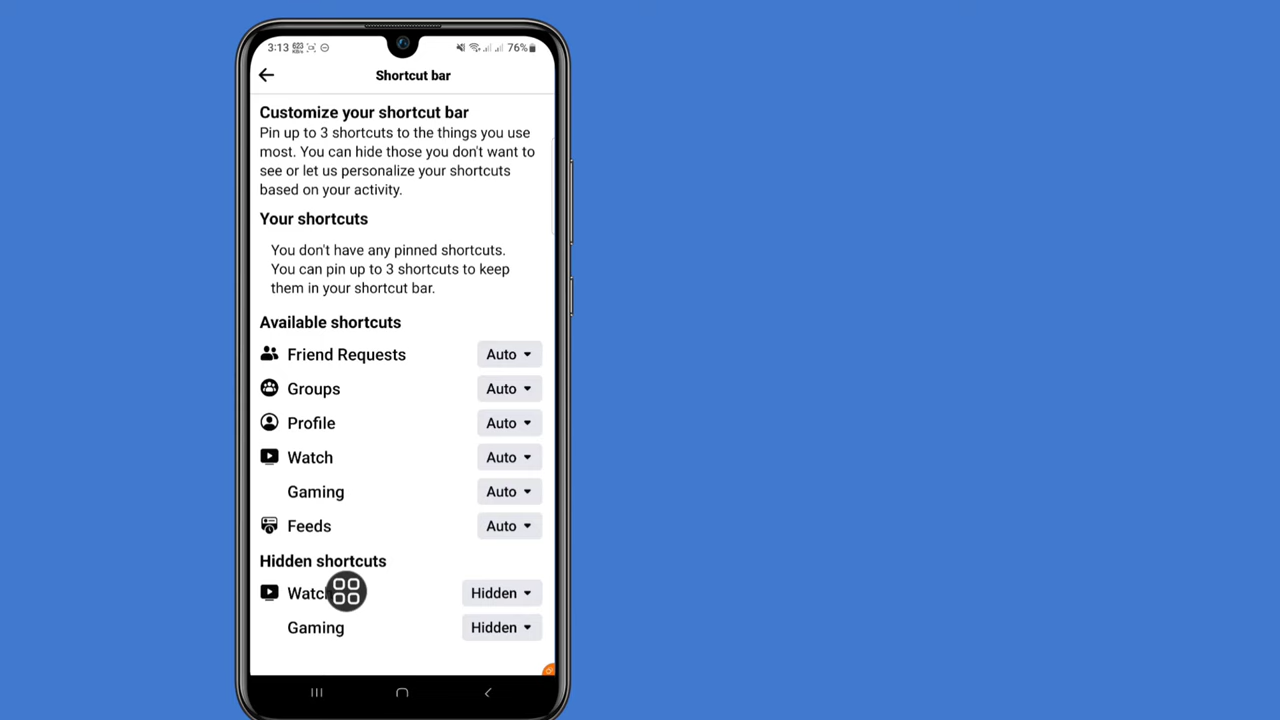 3:13 623 KB/s 76%
Shortcut bar
Customize your shortcut bar
Pin up to 3 shortcuts to the things you use
most. You can hide those you don't want to
see or let us personalize your shortcuts
based on your activity.
Your shortcuts
You don't have any pinned shortcuts.
You can pin up to 3 shortcuts to keep
them in your shortcut bar.
Available shortcuts
Friend Requests Auto
Groups Auto
Profile Auto
Watch Auto
Gaming Auto
Feeds Auto
Hidden shortcuts
Watch Hidden
Gaming Hidden